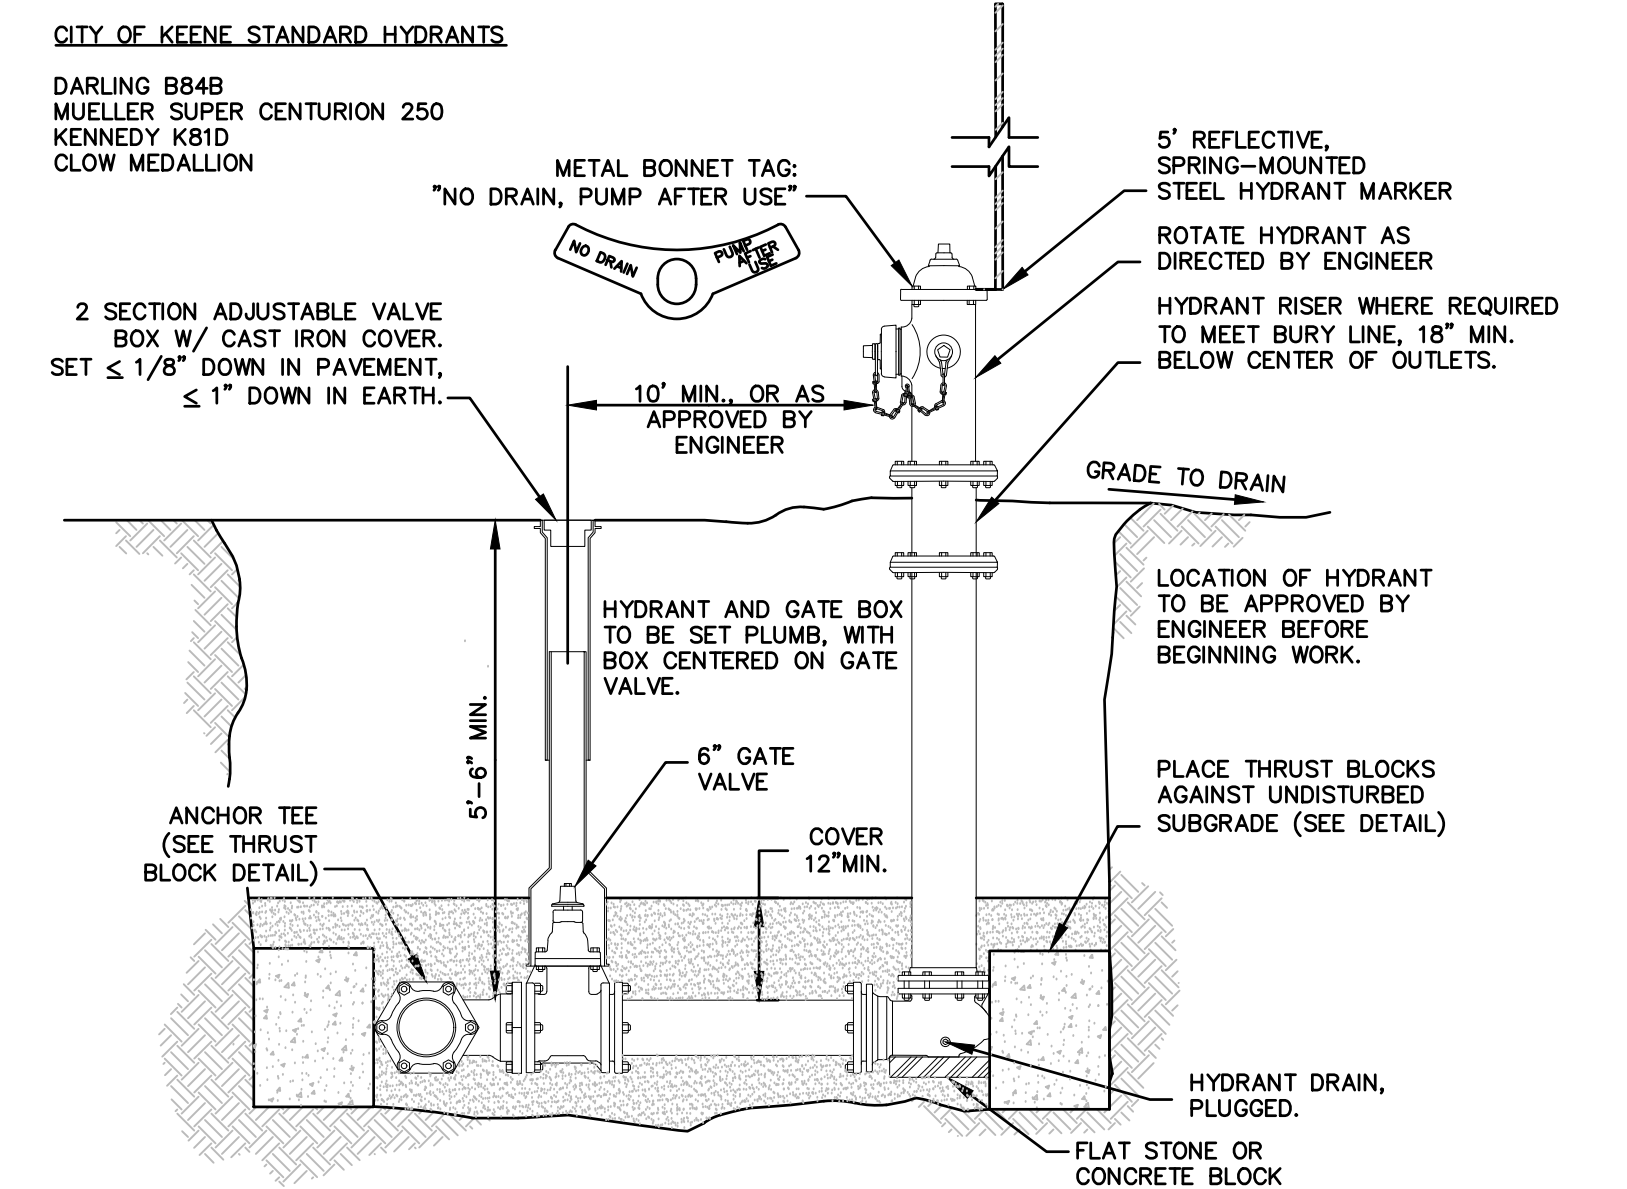 CITY OF KEENE STANDARD HYDRANTS
DARLING B84B
MUELLER SUPER CENTURION 250
KENNEDY K81D
CLOW MEDALLION
METAL BONNET TAG:
"NO DRAIN, PUMP AFTER USE"
NO DRAIN
PUMP
AFTER
USE
5' REFLECTIVE,
SPRING-MOUNTED
STEEL HYDRANT MARKER
ROTATE HYDRANT AS
DIRECTED BY ENGINEER
HYDRANT RISER WHERE REQUIRED
TO MEET BURY LINE, 18" MIN.
BELOW CENTER OF OUTLETS.
2 SECTION ADJUSTABLE VALVE
BOX W/ CAST IRON COVER.
SET ≤ 1/8" DOWN IN PAVEMENT,
≤ 1" DOWN IN EARTH.
10' MIN., OR AS
APPROVED BY
ENGINEER
GRADE TO DRAIN
HYDRANT AND GATE BOX
TO BE SET PLUMB, WITH
BOX CENTERED ON GATE
VALVE.
LOCATION OF HYDRANT
TO BE APPROVED BY
ENGINEER BEFORE
BEGINNING WORK.
5'-6" MIN.
6" GATE
VALVE
PLACE THRUST BLOCKS
AGAINST UNDISTURBED
SUBGRADE (SEE DETAIL)
ANCHOR TEE
(SEE THRUST
BLOCK DETAIL)
COVER
12"MIN.
HYDRANT DRAIN,
PLUGGED.
FLAT STONE OR
CONCRETE BLOCK